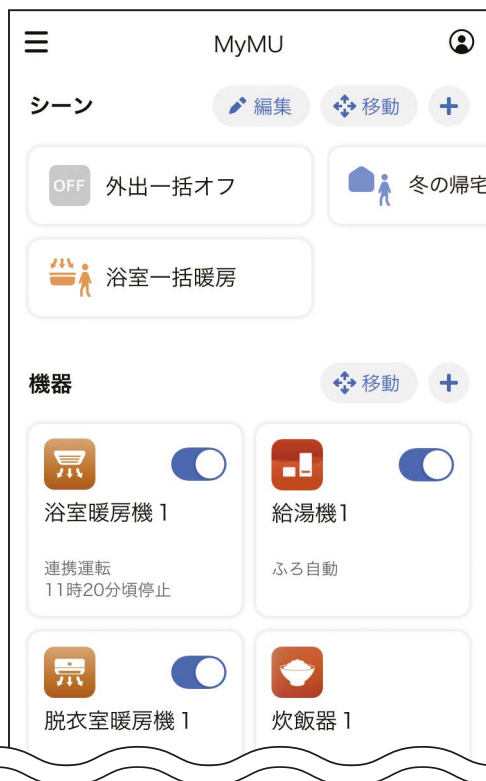 MyMU
シーン
編集
移動
OFF
外出一括オフ
冬の帰宅
浴室一括暖房
機器
移動
浴室暖房機1
連携運転
11時20分頃停止
給湯機1
ふろ自動
脱衣室暖房機1
炊飯器1